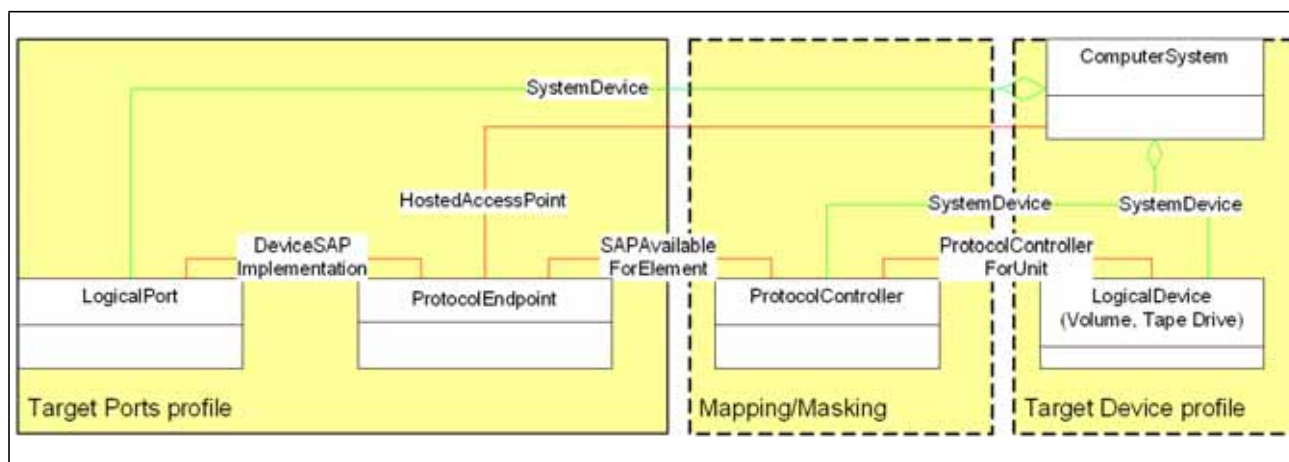 ComputerSystem
SystemDevice
HostedAccessPoint
SystemDevice
SystemDevice
DeviceSAP
Implementation
SAPAvailable
ForElement
ProtocolController
ForUnit
LogicalPort
ProtocolEndpoint
ProtocolController
LogicalDevice
(Volume, Tape Drive)
Target Ports profile
Mapping/Masking
Target Device profile